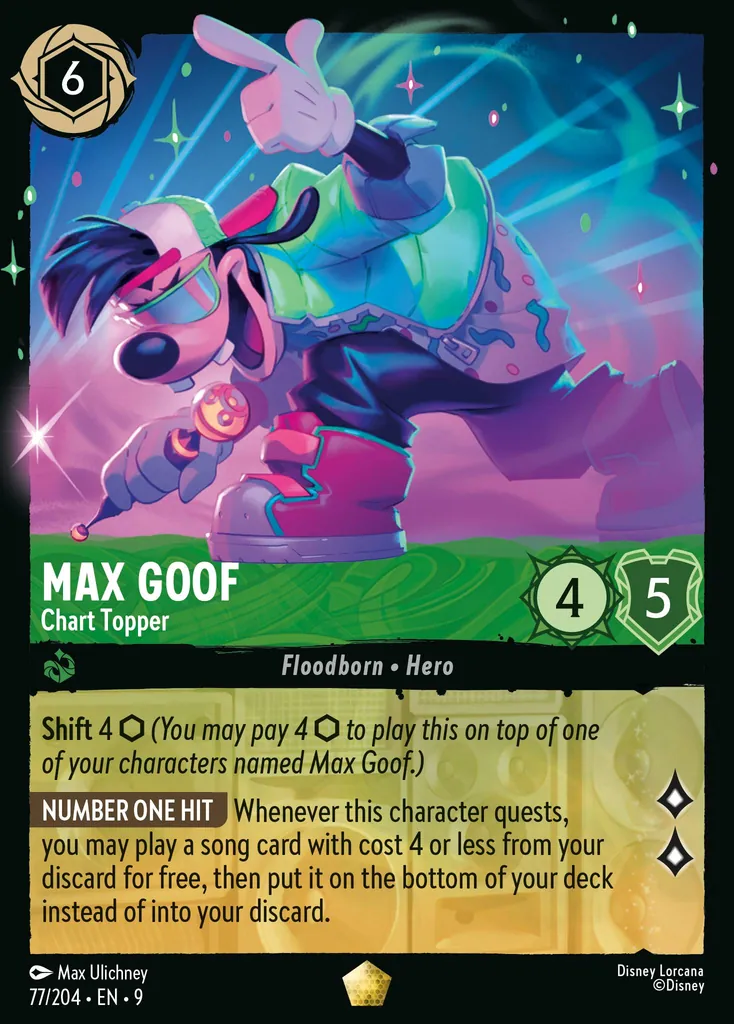 6
MAX GOOF
Chart Topper
4
5
Floodborn • Hero
Shift 4 ⬡ (You may pay 4 ⬡ to play this on top of one
of your characters named Max Goof.)
NUMBER ONE HIT Whenever this character quests,
you may play a song card with cost 4 or less from your
discard for free, then put it on the bottom of your deck
instead of into your discard.
Max Ulichney
77/204 • EN • 9
Disney Lorcana
©Disney